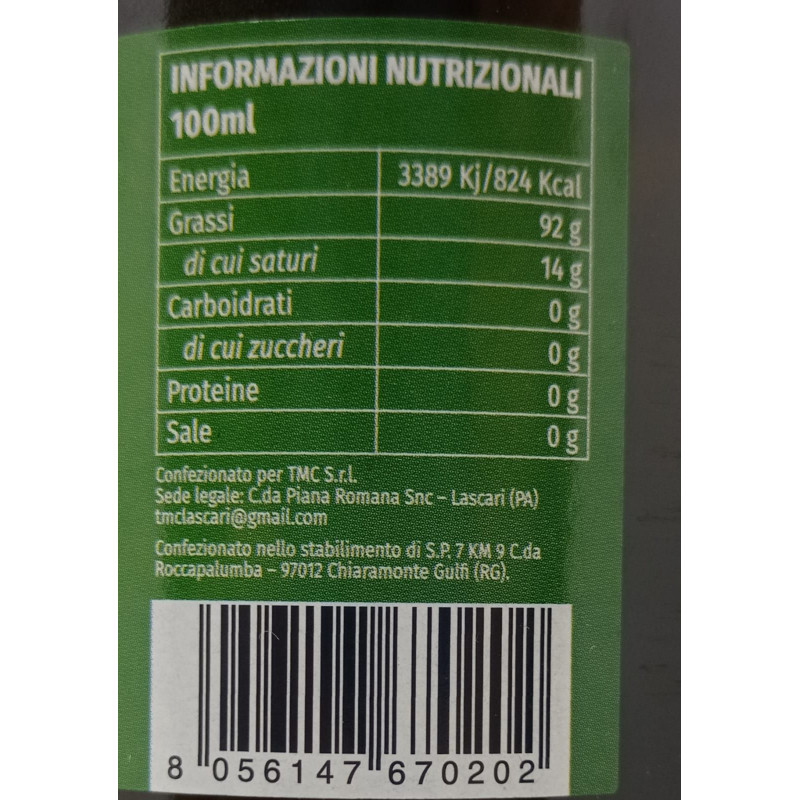 INFORMAZIONI NUTRIZIONALI
100ml
Energia 3389 Kj/824 Kcal
Grassi 92 g
di cui saturi 14 g
Carboidrati 0 g
di cui zuccheri 0 g
Proteine 0 g
Sale 0 g
Confezionato per TMC S.r.l.
Sede legale: C.da Piana Romana Snc – Lascari (PA)
tmclascari@gmail.com
Confezionato nello stabilimento di S.P. 7 KM 9 C.da
Roccapalumba – 97012 Chiaramonte Gulfi (RG).
8 056147 670202